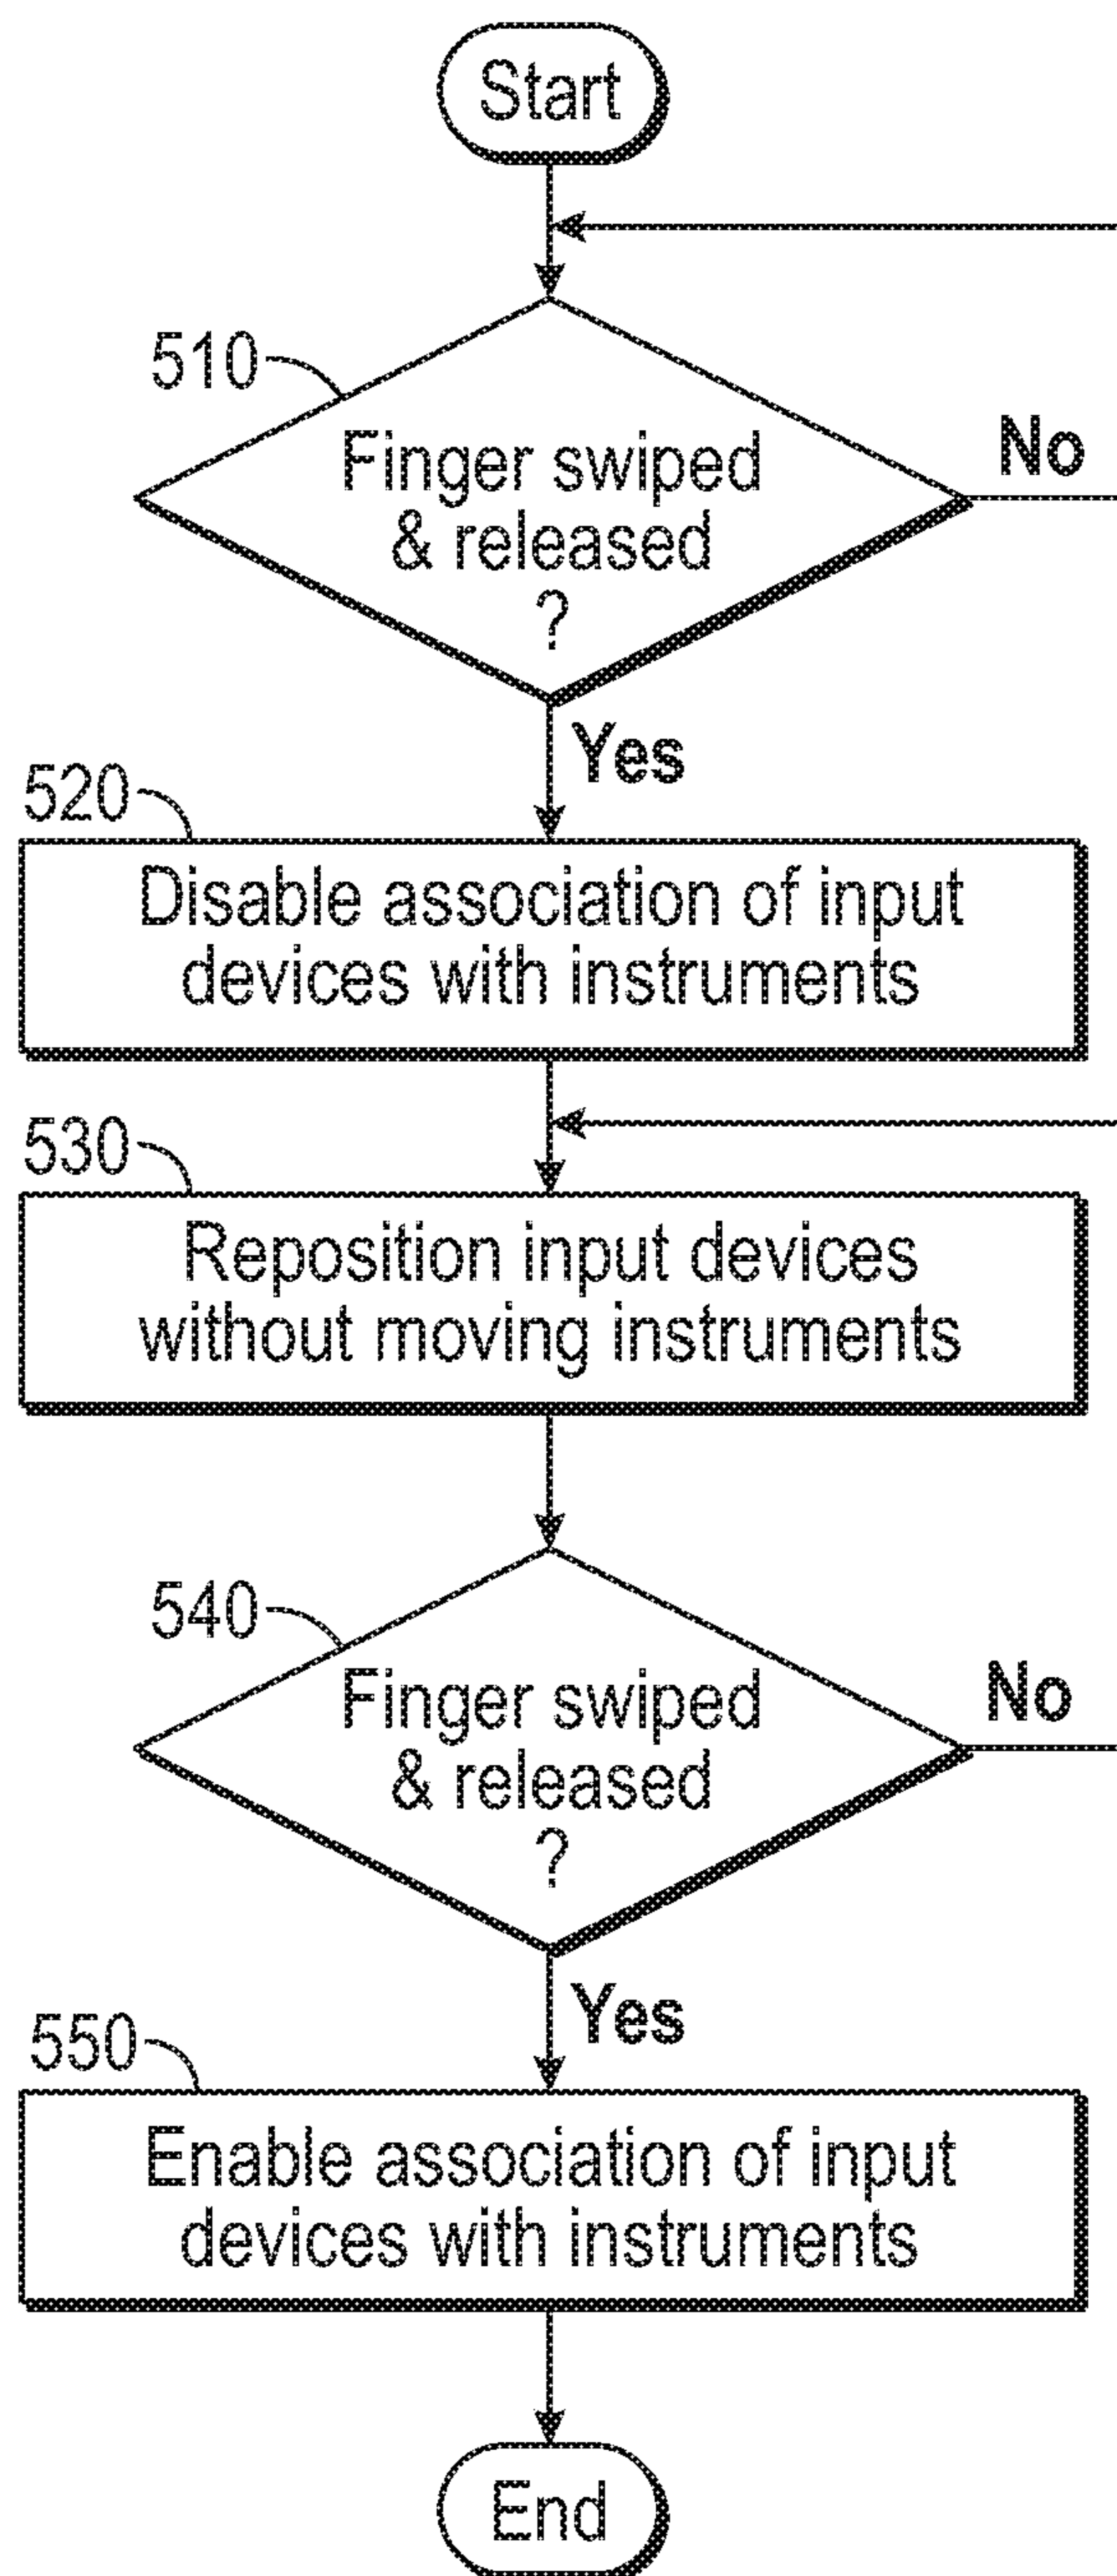 Start
510
Finger swiped
& released
?
No
Yes
520
Disable association of input
devices with instruments
530
Reposition input devices
without moving instruments
540
Finger swiped
& released
?
No
Yes
550
Enable association of input
devices with instruments
End